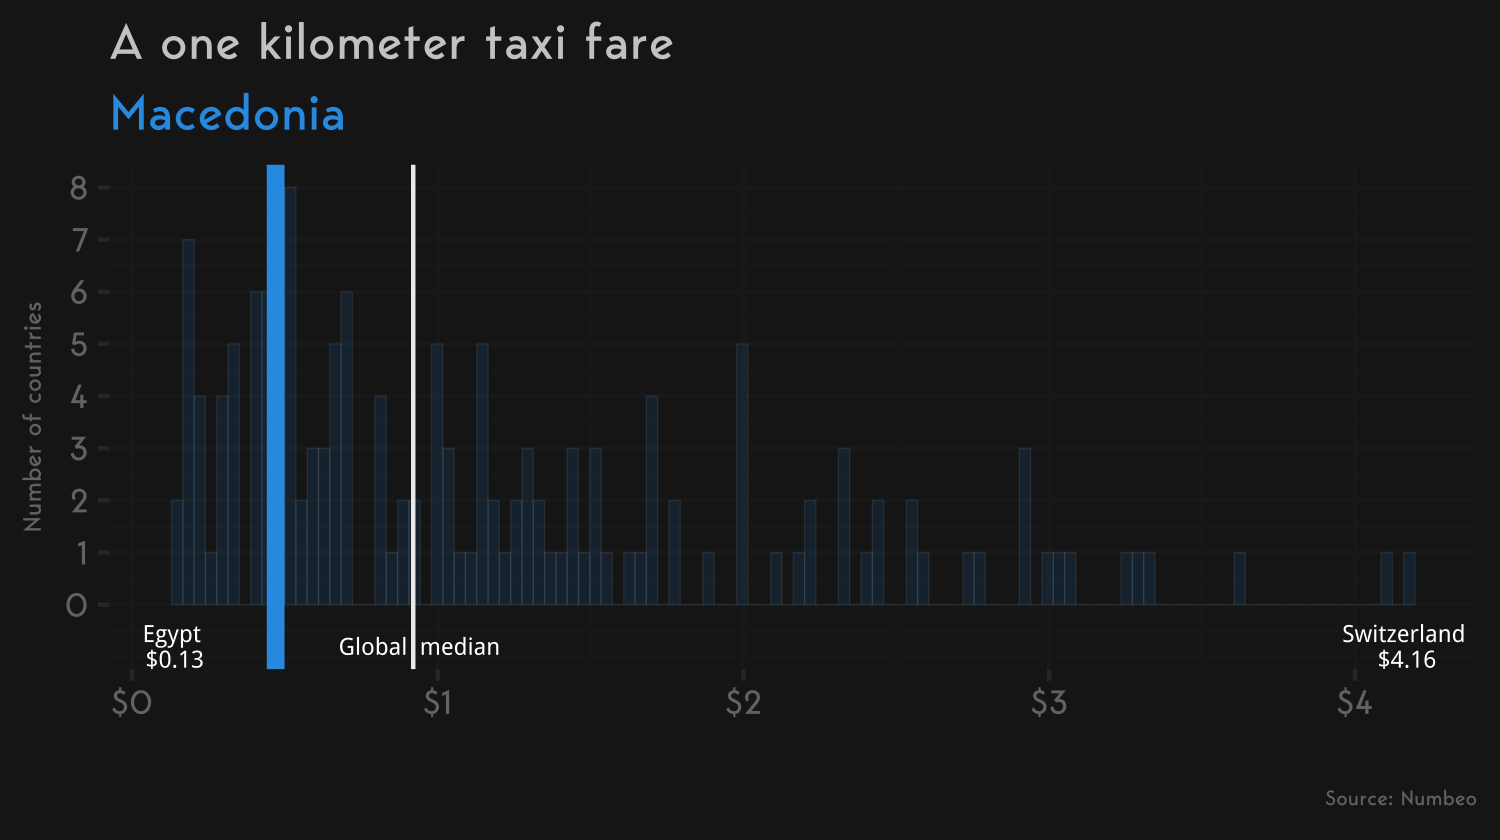 A one kilometer taxi fare
Macedonia
Number of countries
8
7
6
5
4
3
2
1
0
Egypt
$0.13
Global median
Switzerland
$4.16
$0 $1 $2 $3 $4
Source: Numbeo